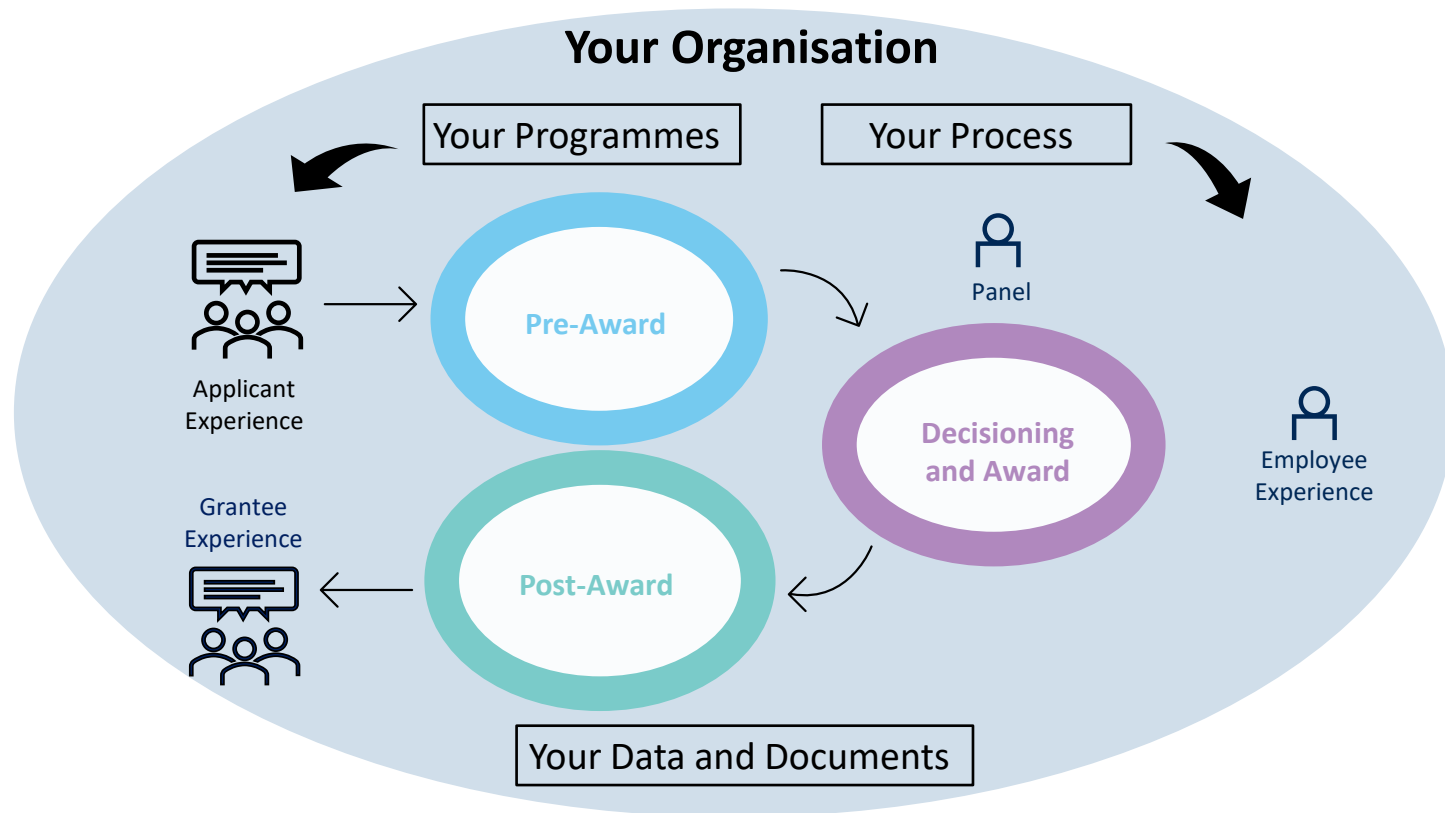 Your Organisation
Your Programmes
Your Process
Panel
Pre-Award
Applicant
Experience
Decisioning
and Award
Employee
Experience
Grantee
Experience
Post-Award
Your Data and Documents